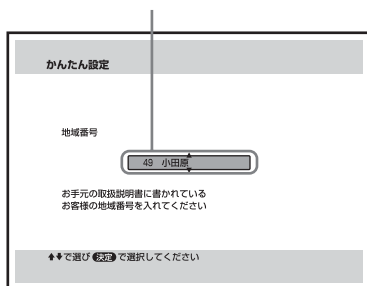 かんたん設定
地域番号
49 小田原
お手元の取扱説明書に書かれている
お客様の地域番号を入れてください
♦♦で選び 決定 で選択してください